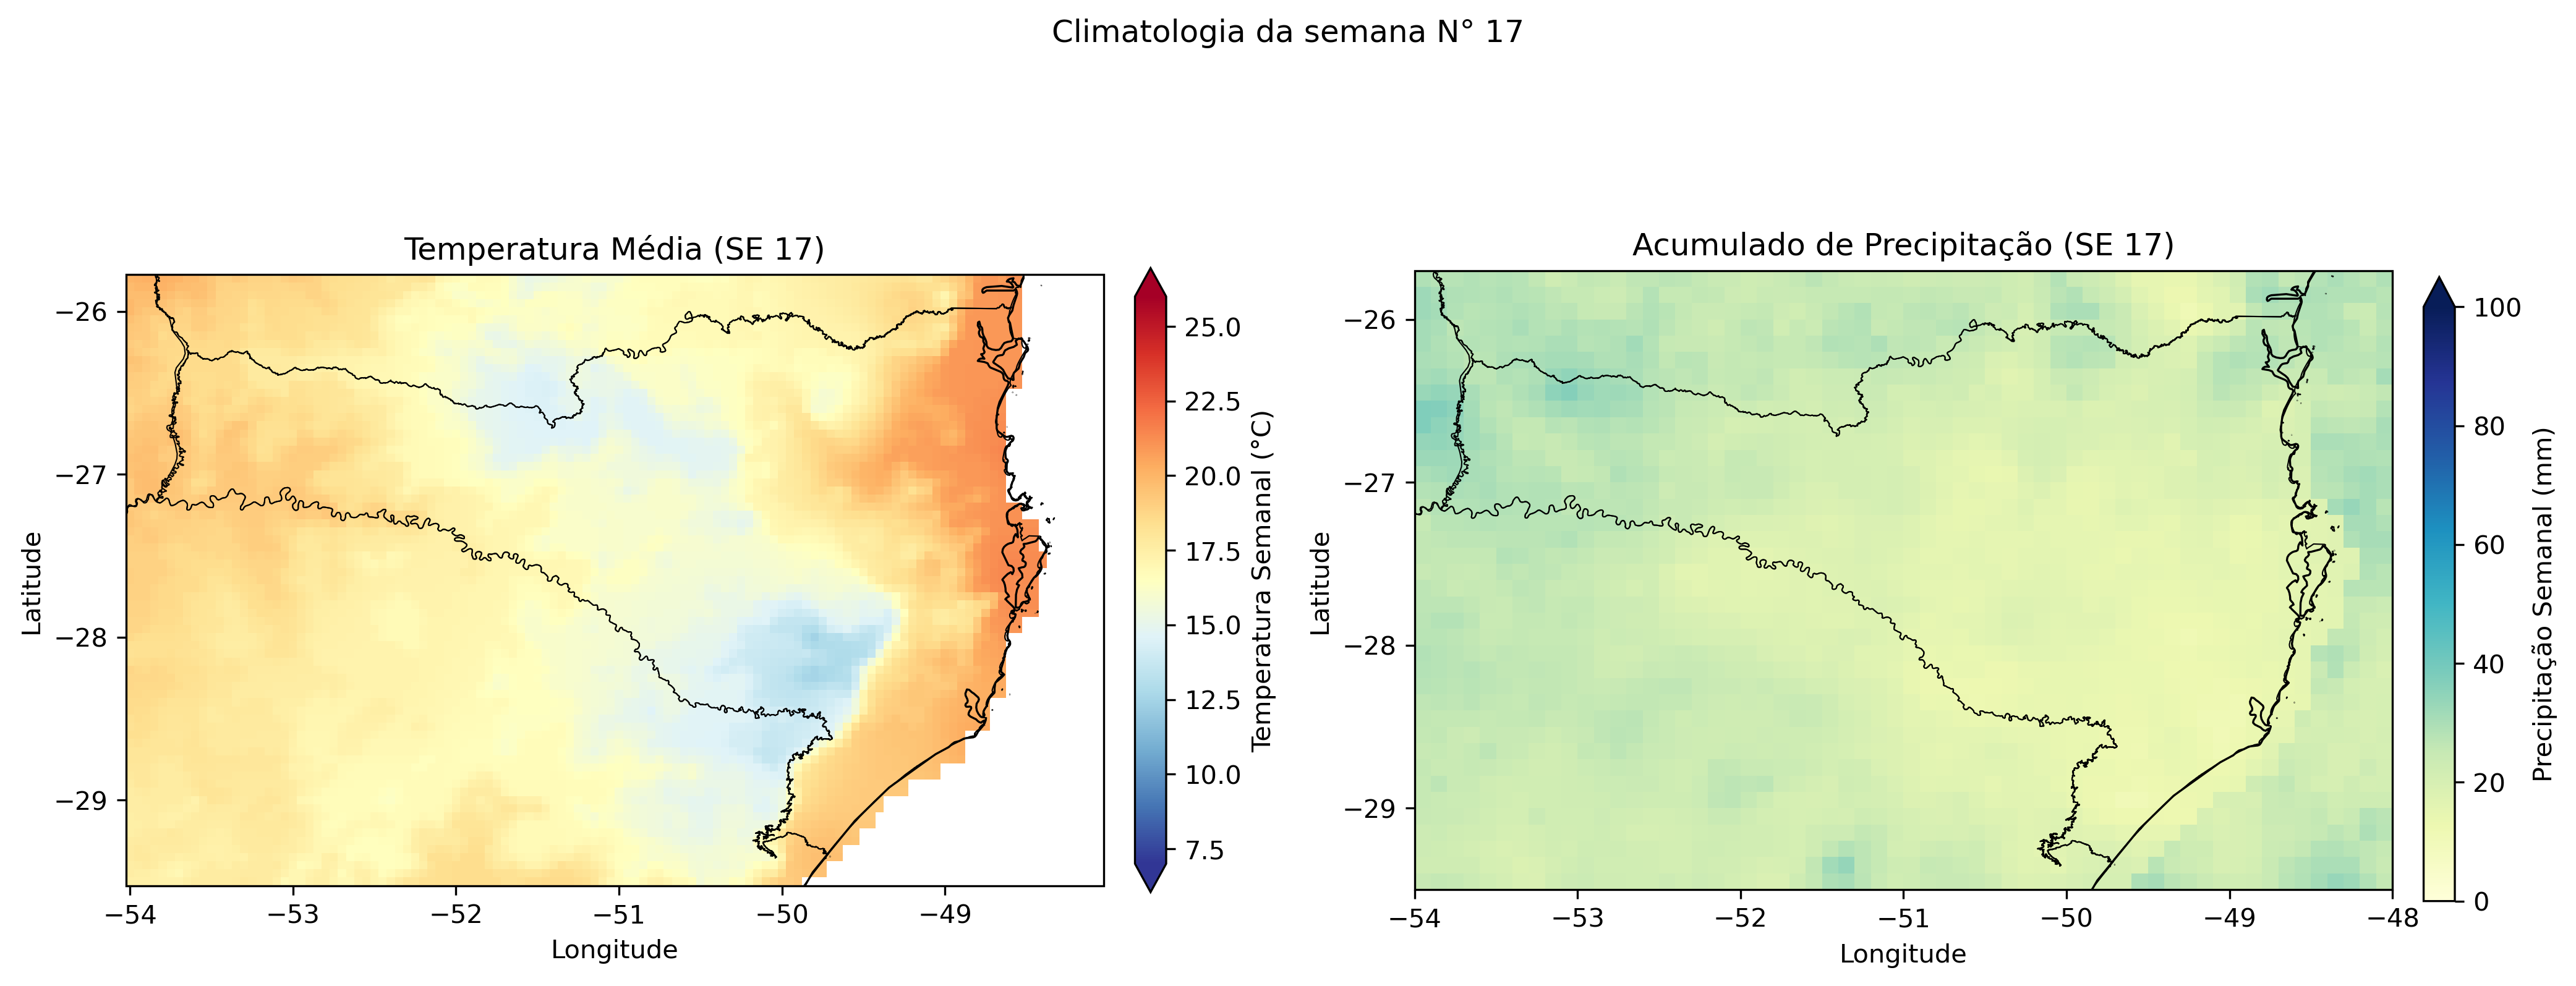 Climatologia da semana N° 17
Temperatura Média (SE 17)
−26
−27
−28
−29
Latitude
−54 −53 −52 −51 −50 −49
Longitude
25.0
22.5
20.0
17.5
15.0
12.5
10.0
7.5
Temperatura Semanal (°C)
Acumulado de Precipitação (SE 17)
−26
−27
−28
−29
Latitude
−54 −53 −52 −51 −50 −49 −48
Longitude
100
80
60
40
20
0
Precipitação Semanal (mm)